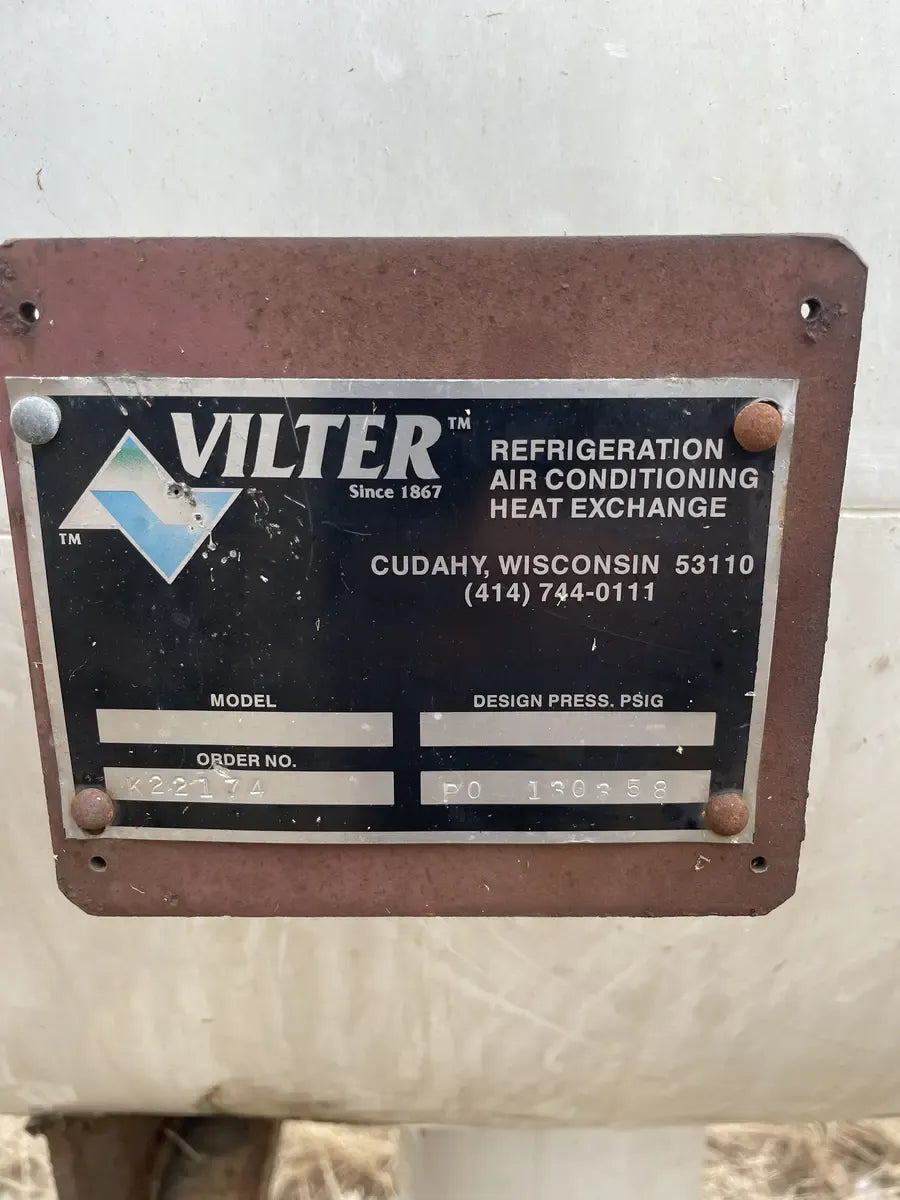 VILTER™
Since 1867
™
REFRIGERATION
AIR CONDITIONING
HEAT EXCHANGE
CUDAHY, WISCONSIN 53110
(414) 744-0111
MODEL
DESIGN PRESS. PSIG
ORDER NO.
K22174
PO 130358